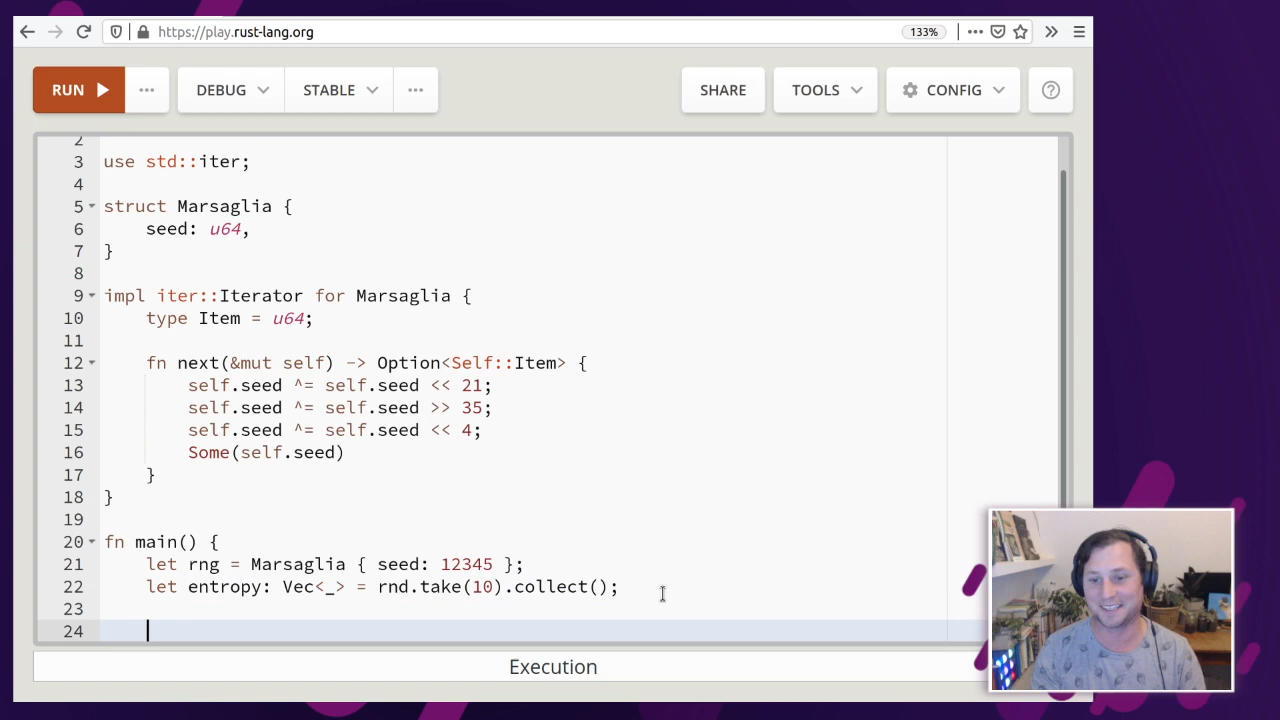 https://play.rust-lang.org 133%
RUN DEBUG STABLE SHARE TOOLS CONFIG
2
3 use std::iter;
4
5 struct Marsaglia {
6 seed: u64,
7 }
8
9 impl iter::Iterator for Marsaglia {
10 type Item = u64;
11
12 fn next(&mut self) -> Option<Self::Item> {
13 self.seed ^= self.seed << 21;
14 self.seed ^= self.seed >> 35;
15 self.seed ^= self.seed << 4;
16 Some(self.seed)
17 }
18 }
19
20 fn main() {
21 let rng = Marsaglia { seed: 12345 };
22 let entropy: Vec<_> = rnd.take(10).collect();
23
24
Execution